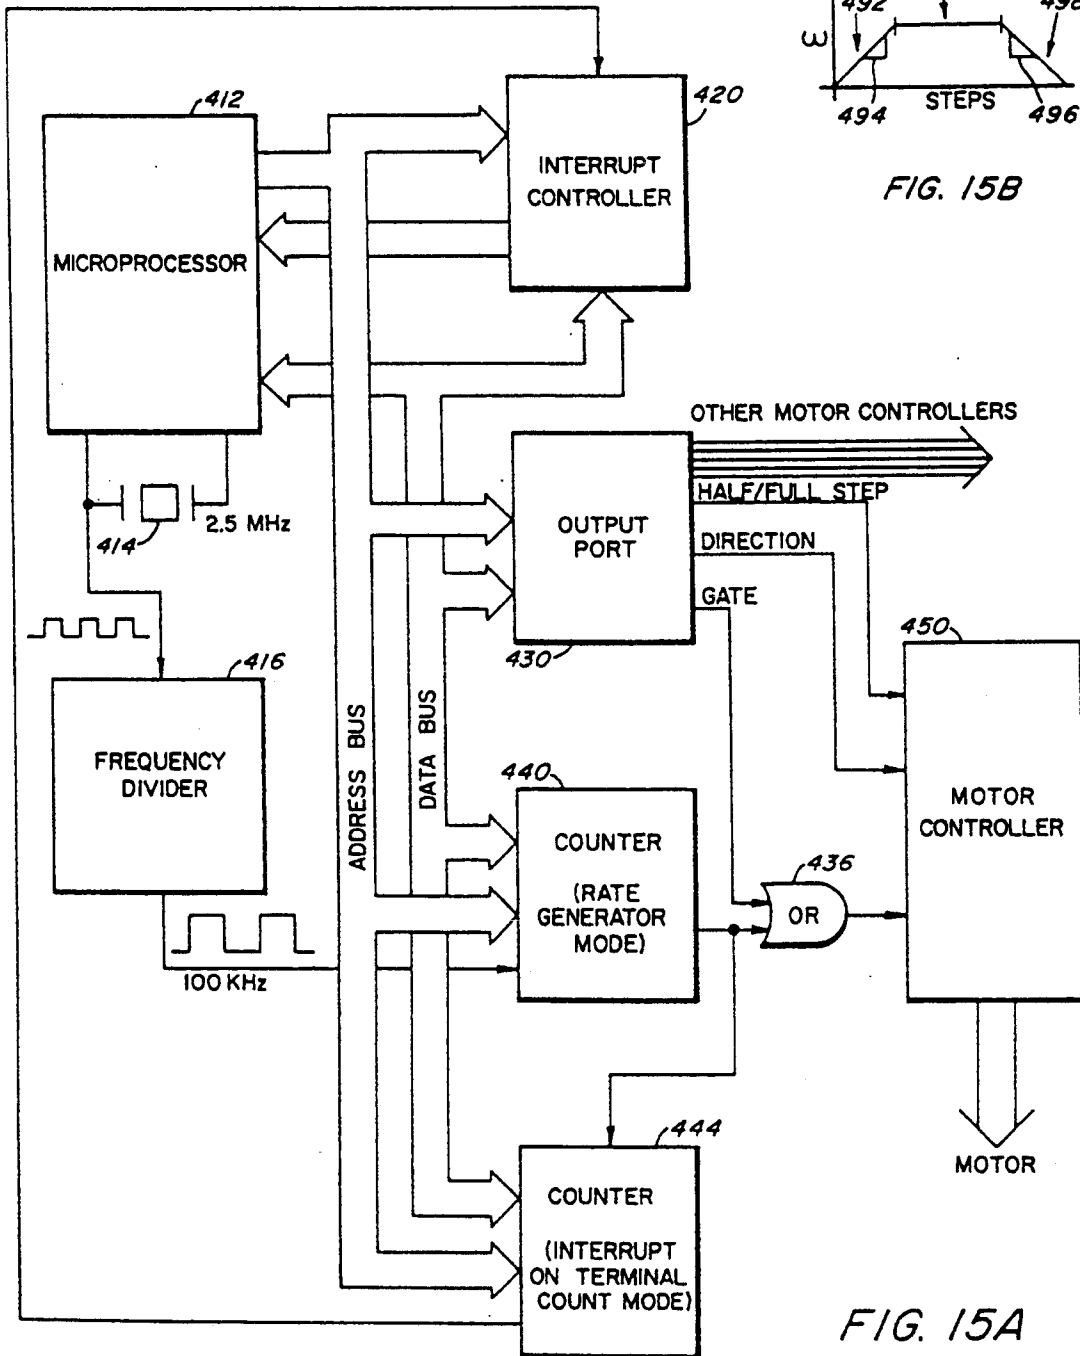 492
498
ω
STEPS
494
496
FIG. 15B
412
MICROPROCESSOR
420
INTERRUPT
CONTROLLER
414
2.5 MHz
OTHER MOTOR CONTROLLERS
HALF/FULL STEP
OUTPUT
PORT
DIRECTION
GATE
430
416
FREQUENCY
DIVIDER
ADDRESS BUS
DATA BUS
100 KHz
440
COUNTER
(RATE
GENERATOR
MODE)
436
OR
450
MOTOR
CONTROLLER
MOTOR
444
COUNTER
(INTERRUPT
ON TERMINAL
COUNT MODE)
FIG. 15A